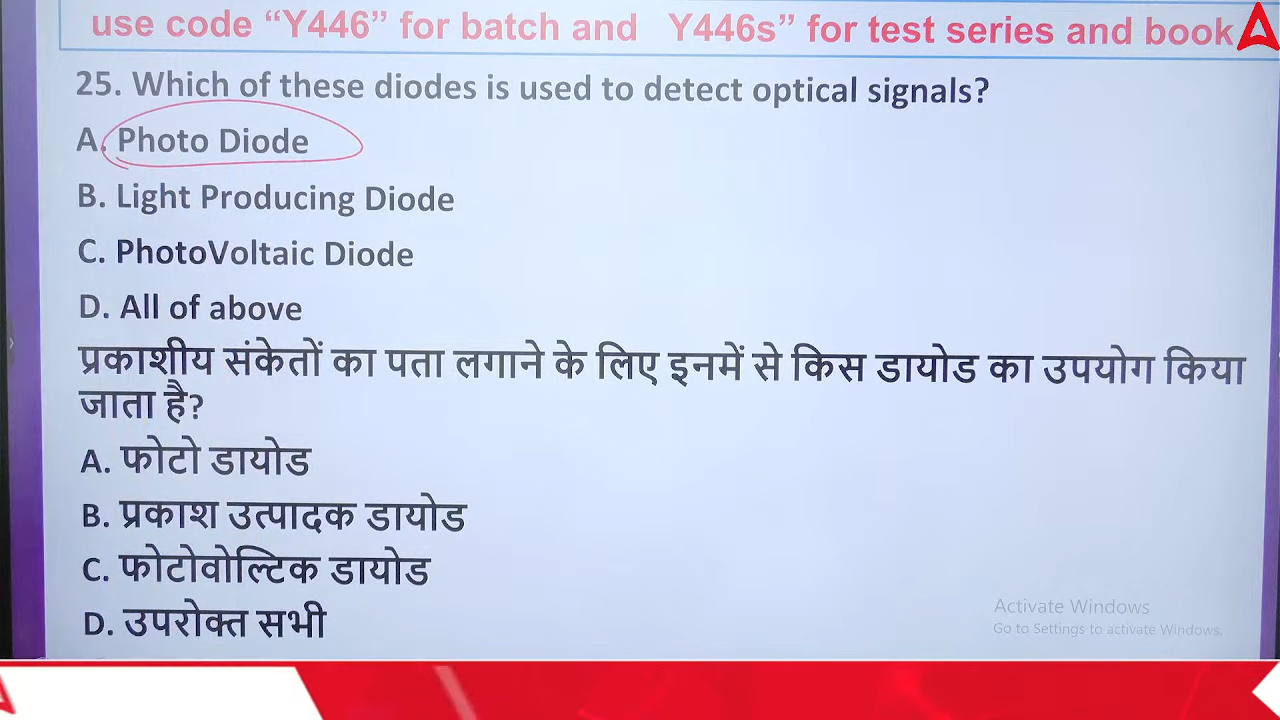 use code “Y446” for batch and Y446s” for test series and book
25. Which of these diodes is used to detect optical signals?
A. Photo Diode
B. Light Producing Diode
C. PhotoVoltaic Diode
D. All of above
प्रकाशीय संकेतों का पता लगाने के लिए इनमें से किस डायोड का उपयोग किया
जाता है?
A. फोटो डायोड
B. प्रकाश उत्पादक डायोड
C. फोटोवोल्टिक डायोड
D. उपरोक्त सभी
Activate Windows
Go to Settings to activate Windows.